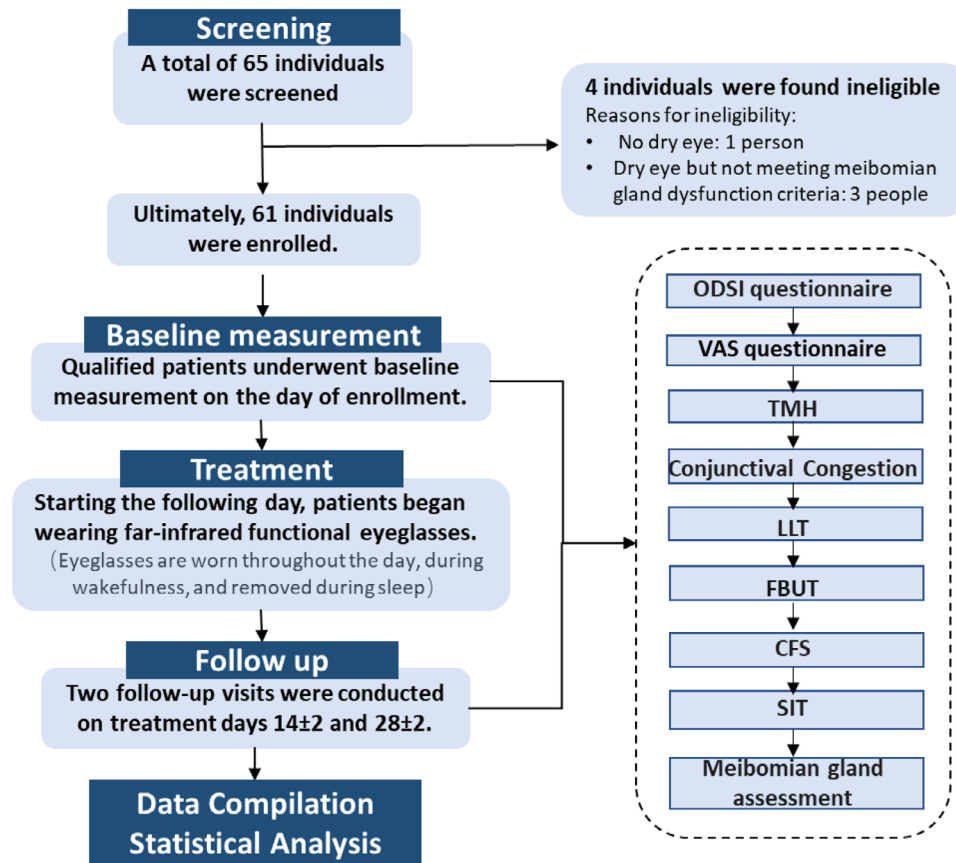 Screening
A total of 65 individuals
were screened
4 individuals were found ineligible
Reasons for ineligibility:
• No dry eye: 1 person
• Dry eye but not meeting meibomian
gland dysfunction criteria: 3 people
Ultimately, 61 individuals
were enrolled.
Baseline measurement
Qualified patients underwent baseline
measurement on the day of enrollment.
Treatment
Starting the following day, patients began
wearing far-infrared functional eyeglasses.
(Eyeglasses are worn throughout the day, during
wakefulness, and removed during sleep)
Follow up
Two follow-up visits were conducted
on treatment days 14±2 and 28±2.
Data Compilation
Statistical Analysis
ODSI questionnaire
VAS questionnaire
TMH
Conjunctival Congestion
LLT
FBUT
CFS
SIT
Meibomian gland
assessment